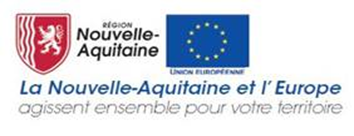 RÉGION
Nouvelle-
Aquitaine
UNION EUROPÉENNE
La Nouvelle-Aquitaine et l'Europe
agissent ensemble pour votre territoire